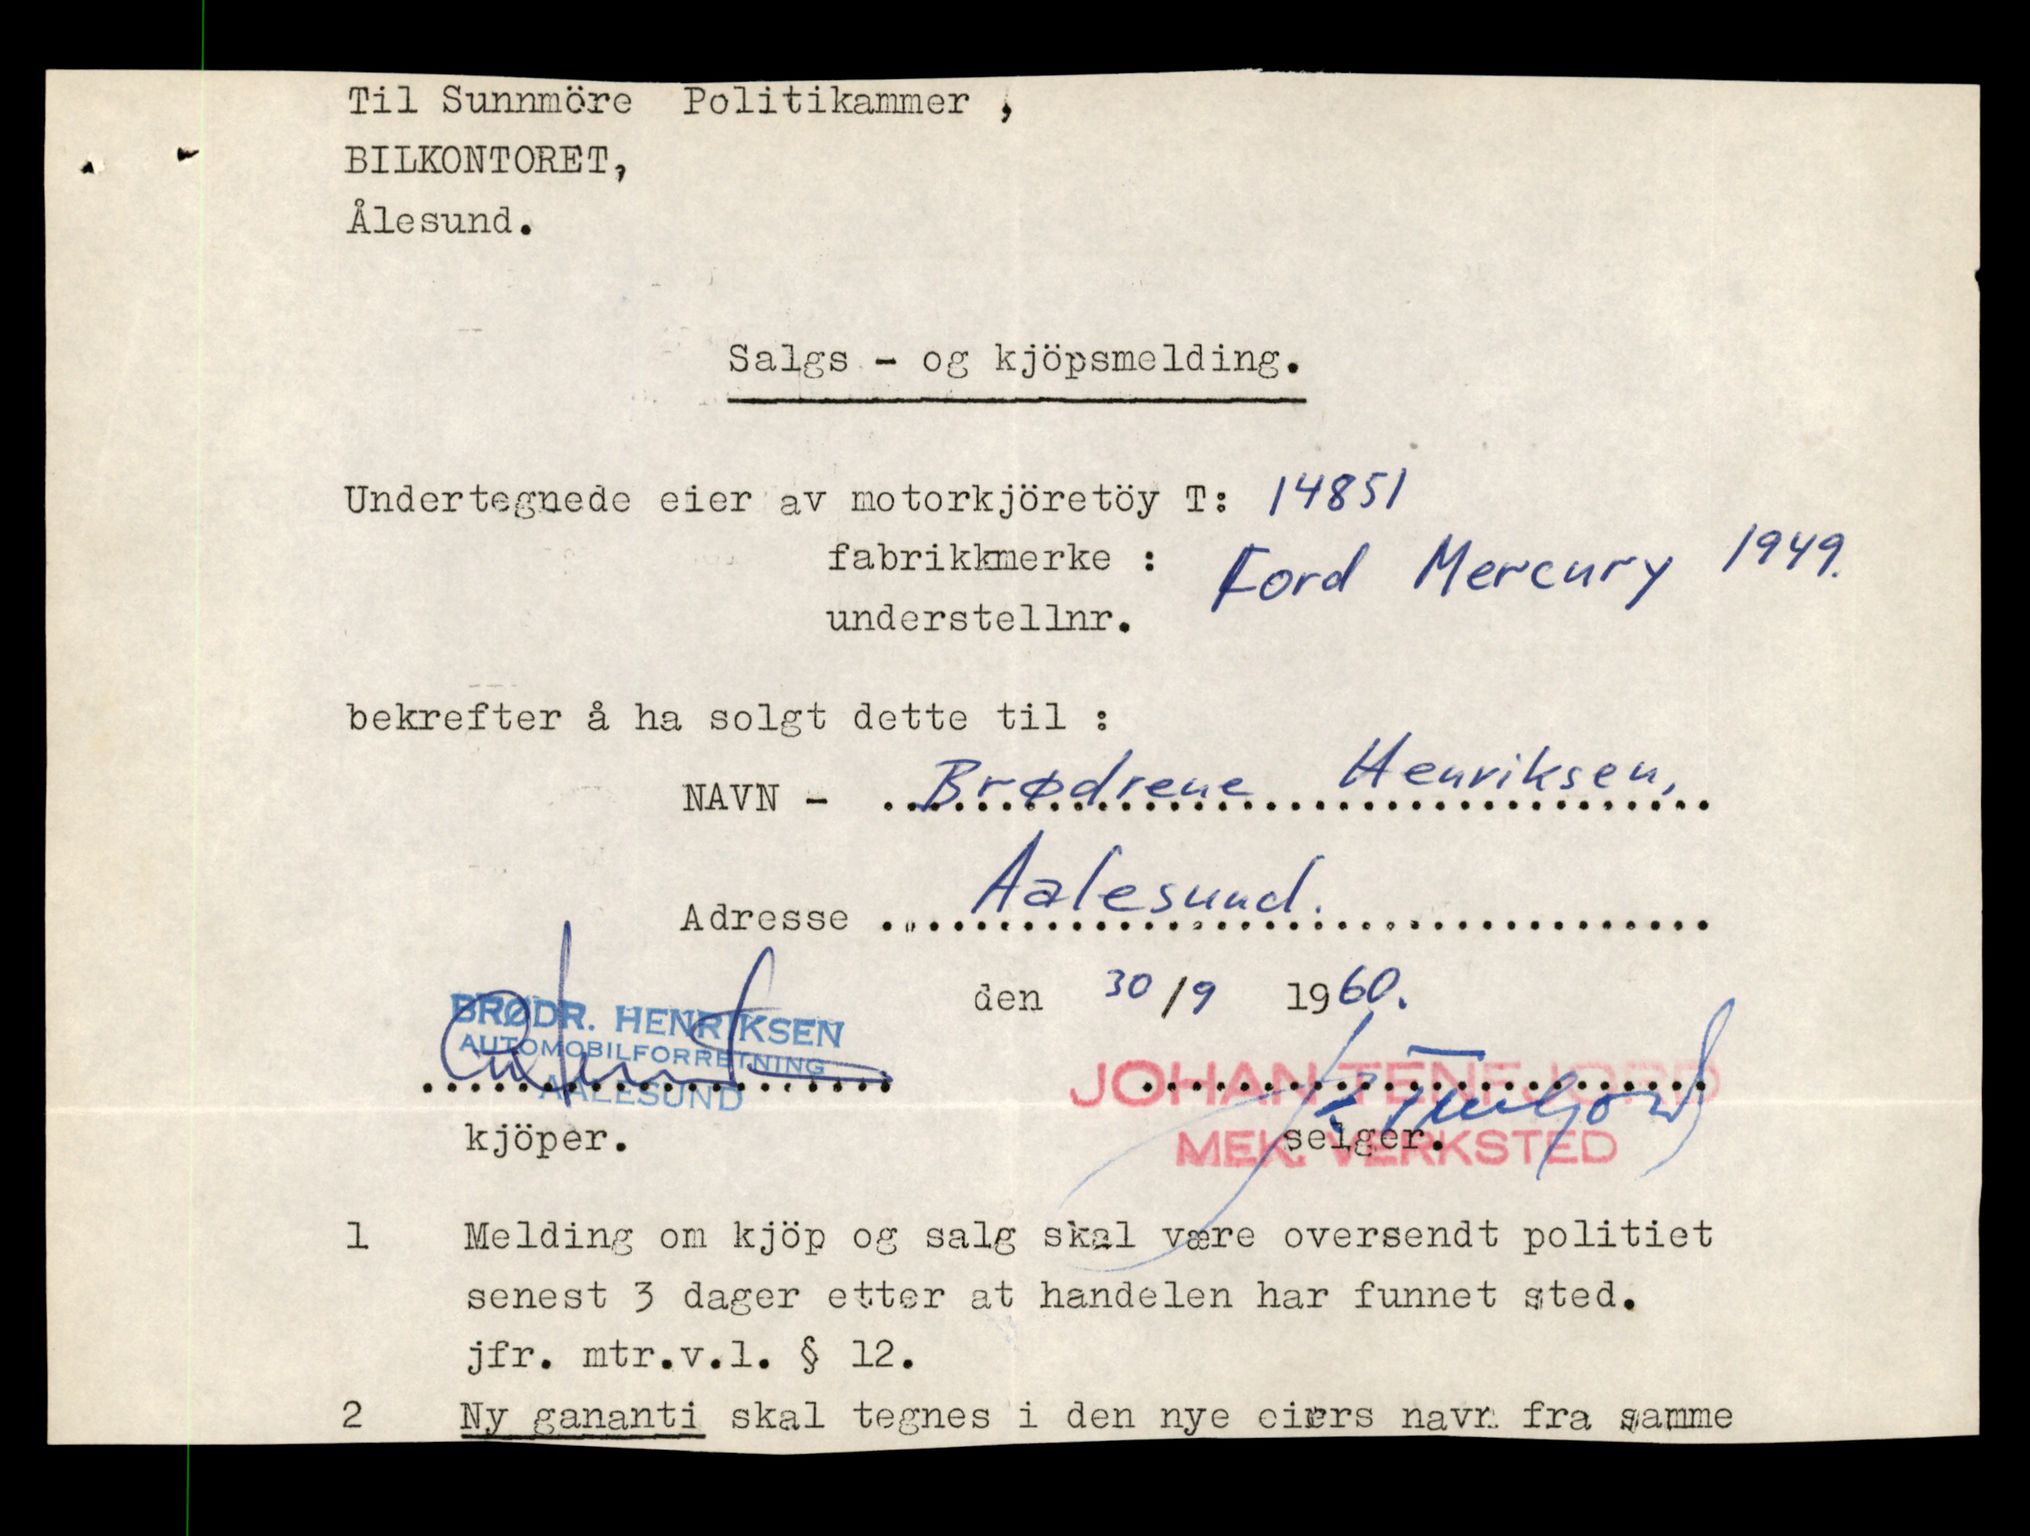 Til Sunnmöre Politikammer ,
BILKONTORET,
Ålesund.
Salgs - og kjöpsmelding.
Undertegnede eier av motorkjöretöy T: 14851
fabrikkmerke : Ford Mercury 1949.
understellnr.
bekrefter å ha solgt dette til :
NAVN - Brødrene Henriksen,
Adresse Aalesund.
den 30/9 1960.
BRØDR. HENRIKSEN
AUTOMOBILFORRETNING
AALESUND
JOHAN TENFJORD
MEK. VERKSTED
kjöper. selger.
1 Melding om kjöp og salg skal være oversendt politiet
senest 3 dager etter at handelen har funnet sted.
jfr. mtr.v.l. § 12.
2 Ny gananti skal tegnes i den nye eiers navn fra samme